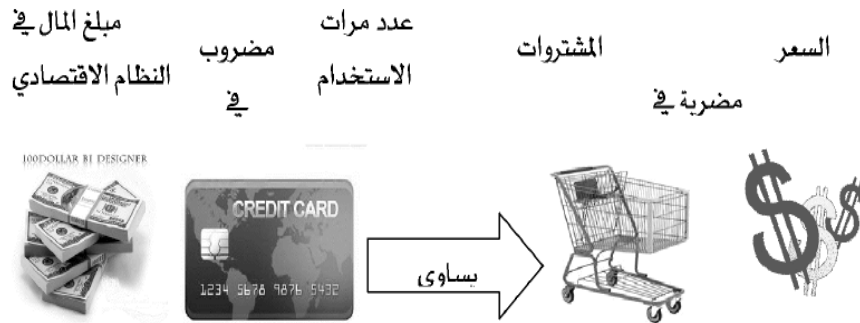 مبلغ المال في
النظام الاقتصادي
مضروب
في
عدد مرات
الاستخدام
المشتروات
مضربة في
السعر
100DOLLAR BI DESIGNER
CREDIT CARD
1234 5678 9876 5432
يساوى